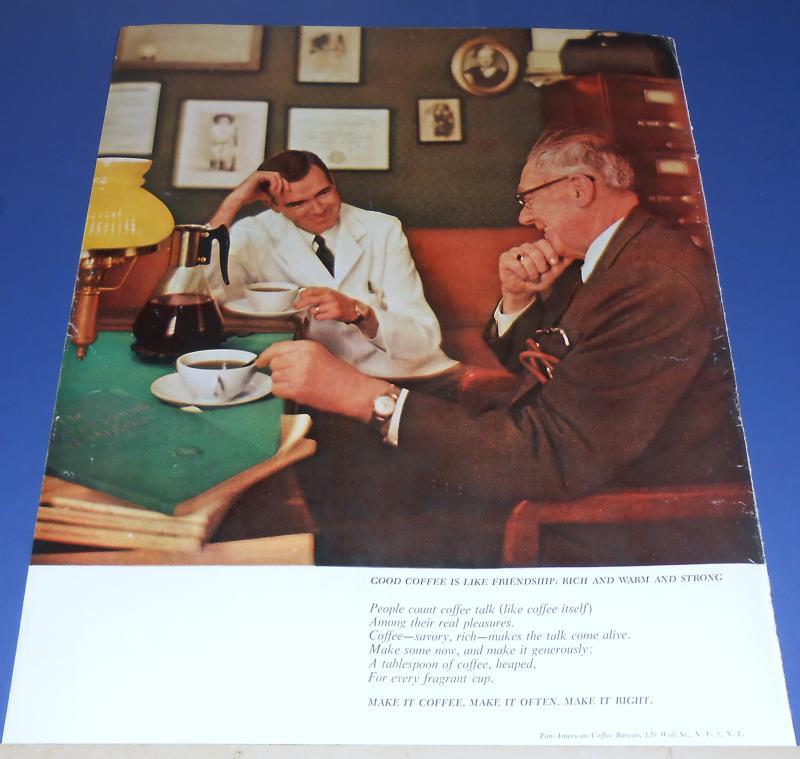 GOOD COFFEE IS LIKE FRIENDSHIP: RICH AND WARM AND STRONG
People count coffee talk (like coffee itself)
Among their real pleasures.
Coffee—savory, rich—makes the talk come alive.
Make some now, and make it generously:
A tablespoon of coffee, heaped,
For every fragrant cup.
MAKE IT COFFEE. MAKE IT OFTEN. MAKE IT RIGHT.
Pan-American Coffee Bureau, 120 Wall St., N. Y. 5, N. Y.